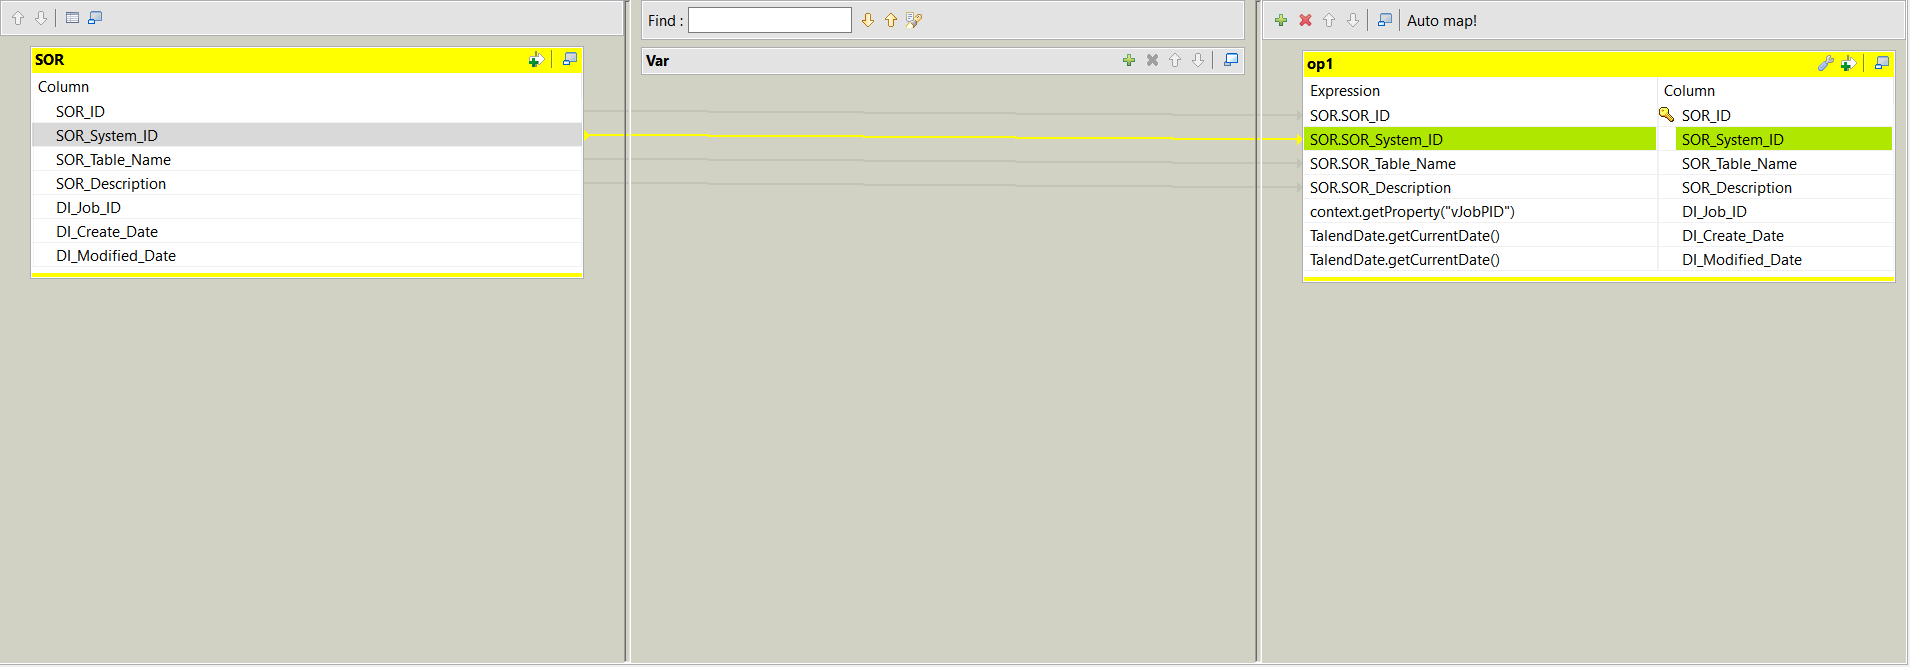 SOR
Column
SOR_ID
SOR_System_ID
SOR_Table_Name
SOR_Description
DI_Job_ID
DI_Create_Date
DI_Modified_Date
Find :
Var
Auto map!
op1
Expression Column
SOR.SOR_ID SOR_ID
SOR.SOR_System_ID SOR_System_ID
SOR.SOR_Table_Name SOR_Table_Name
SOR.SOR_Description SOR_Description
context.getProperty("vJobPID") DI_Job_ID
TalendDate.getCurrentDate() DI_Create_Date
TalendDate.getCurrentDate() DI_Modified_Date